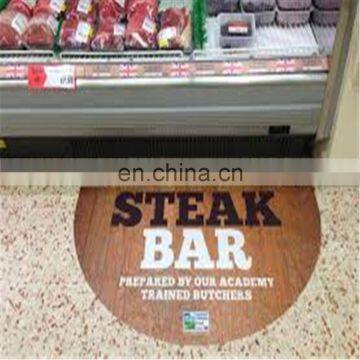 en.china.cn
STEAK
BAR
PREPARED BY OUR ACADEMY
TRAINED BUTCHERS